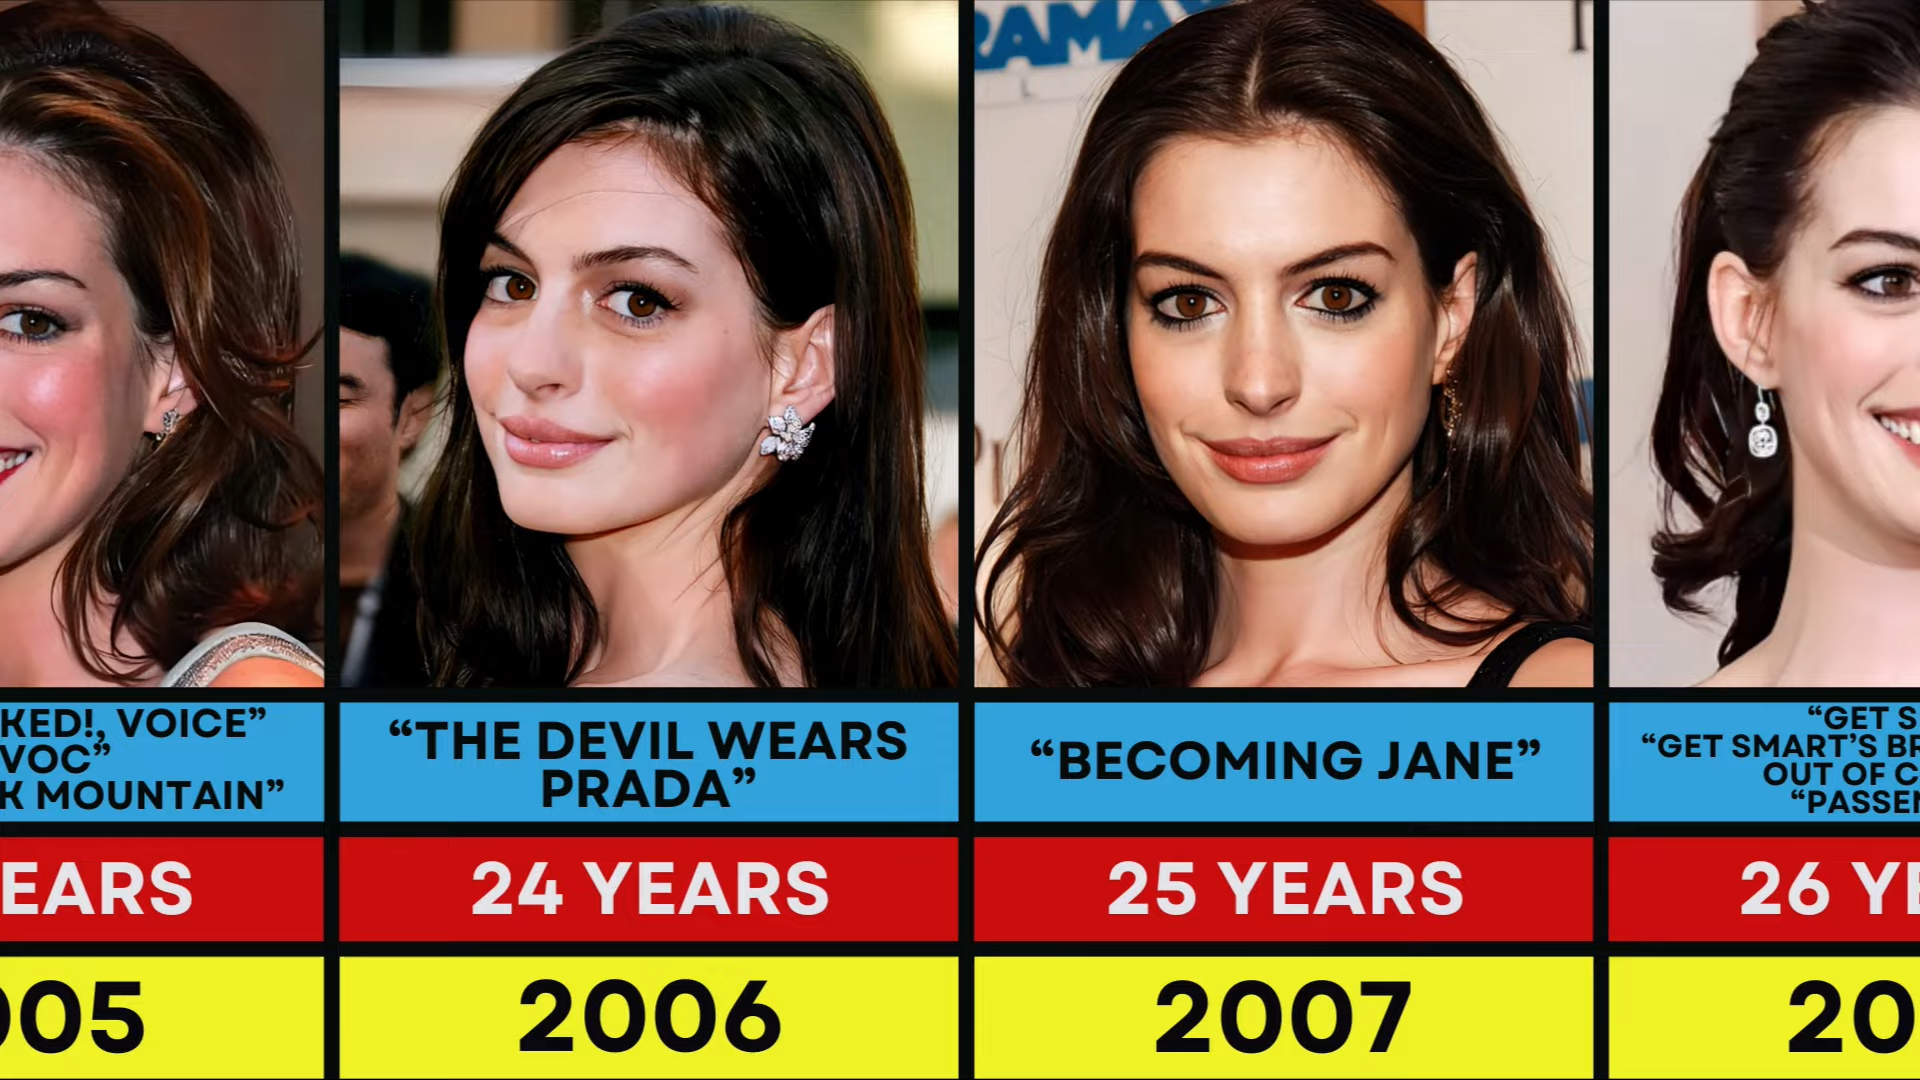 RAMA
KED!, VOICE”
VOC”
K MOUNTAIN”
EARS
005
“THE DEVIL WEARS
PRADA”
24 YEARS
2006
“BECOMING JANE”
25 YEARS
2007
“GET S
“GET SMART’S BR
OUT OF C
“PASSEN
26 YE
20